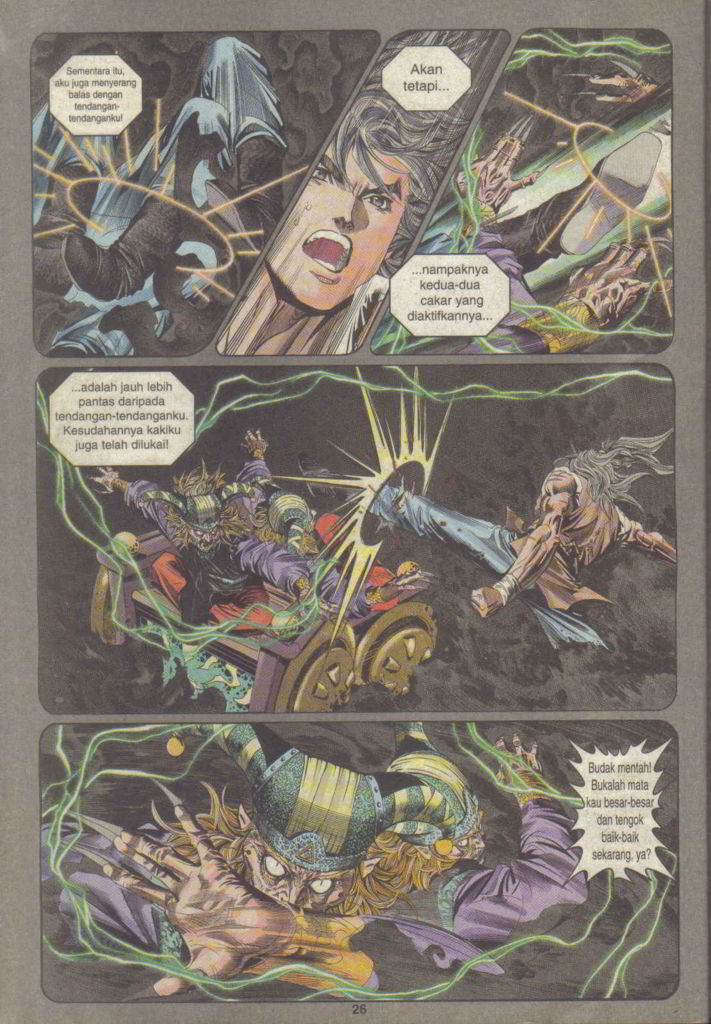 Sementara itu,
aku juga menyerang
balas dengan
tendangan-
tendanganku!
Akan
tetapi...
...nampaknya
kedua-dua
cakar yang
diaktifkannya...
...adalah jauh lebih
pantas daripada
tendangan-tendanganku.
Kesudahannya kakiku
juga telah dilukai!
Budak mentah!
Bukalah mata
kau besar-besar
dan tengok
baik-baik
sekarang, ya?
26